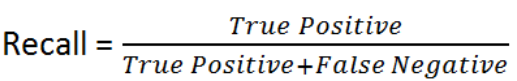 Recall = True Positive
True Positive+False Negative